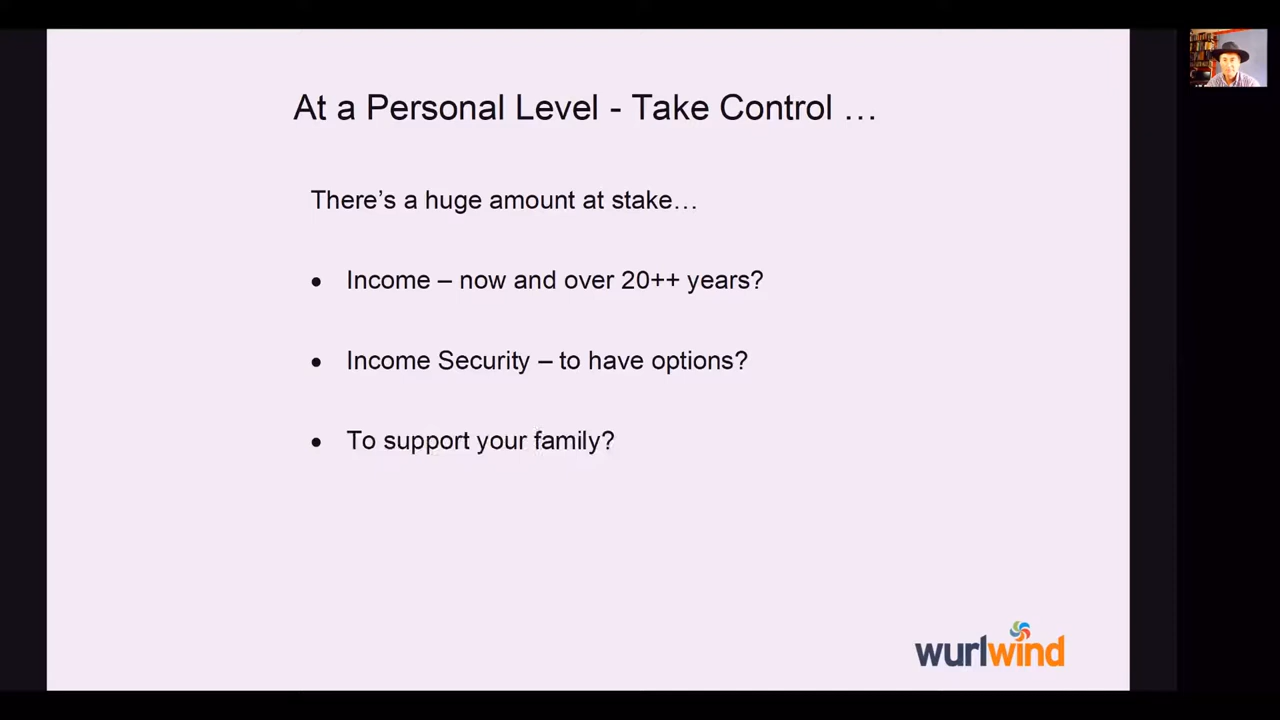 At a Personal Level - Take Control …
There’s a huge amount at stake…
• Income – now and over 20++ years?
• Income Security – to have options?
• To support your family?
wurlwind